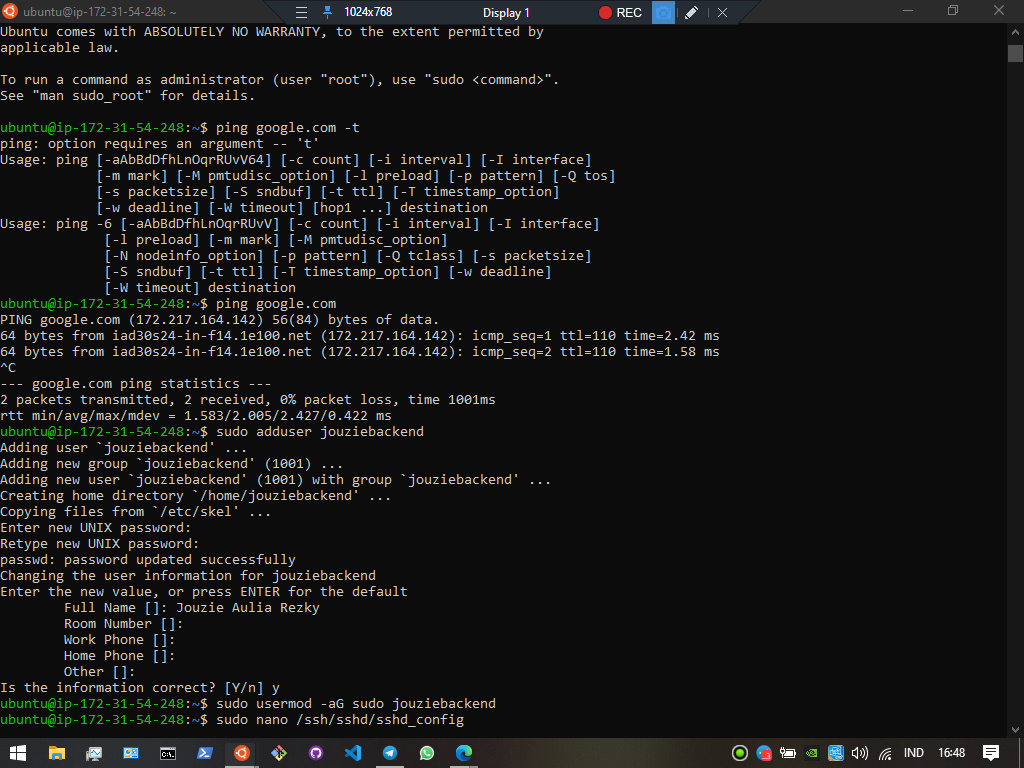 ubuntu@ip-172-31-54-248: ~
1024x768
Display 1
REC
Ubuntu comes with ABSOLUTELY NO WARRANTY, to the extent permitted by
applicable law.
To run a command as administrator (user "root"), use "sudo <command>".
See "man sudo_root" for details.
ubuntu@ip-172-31-54-248:~$ ping google.com -t
ping: option requires an argument -- 't'
Usage: ping [-aAbBdDfhLnOqrRUvV64] [-c count] [-i interval] [-I interface]
[-m mark] [-M pmtudisc_option] [-l preload] [-p pattern] [-Q tos]
[-s packetsize] [-S sndbuf] [-t ttl] [-T timestamp_option]
[-w deadline] [-W timeout] [hop1 ...] destination
Usage: ping -6 [-aAbBdDfhLnOqrRUvV] [-c count] [-i interval] [-I interface]
[-l preload] [-m mark] [-M pmtudisc_option]
[-N nodeinfo_option] [-p pattern] [-Q tclass] [-s packetsize]
[-S sndbuf] [-t ttl] [-T timestamp_option] [-w deadline]
[-W timeout] destination
ubuntu@ip-172-31-54-248:~$ ping google.com
PING google.com (172.217.164.142) 56(84) bytes of data.
64 bytes from iad30s24-in-f14.1e100.net (172.217.164.142): icmp_seq=1 ttl=110 time=2.42 ms
64 bytes from iad30s24-in-f14.1e100.net (172.217.164.142): icmp_seq=2 ttl=110 time=1.58 ms
^C
--- google.com ping statistics ---
2 packets transmitted, 2 received, 0% packet loss, time 1001ms
rtt min/avg/max/mdev = 1.583/2.005/2.427/0.422 ms
ubuntu@ip-172-31-54-248:~$ sudo adduser jouziebackend
Adding user `jouziebackend' ...
Adding new group `jouziebackend' (1001) ...
Adding new user `jouziebackend' (1001) with group `jouziebackend' ...
Creating home directory `/home/jouziebackend' ...
Copying files from `/etc/skel' ...
Enter new UNIX password:
Retype new UNIX password:
passwd: password updated successfully
Changing the user information for jouziebackend
Enter the new value, or press ENTER for the default
Full Name []: Jouzie Aulia Rezky
Room Number []:
Work Phone []:
Home Phone []:
Other []:
Is the information correct? [Y/n] y
ubuntu@ip-172-31-54-248:~$ sudo usermod -aG sudo jouziebackend
ubuntu@ip-172-31-54-248:~$ sudo nano /ssh/sshd/sshd_config
IND
16:48